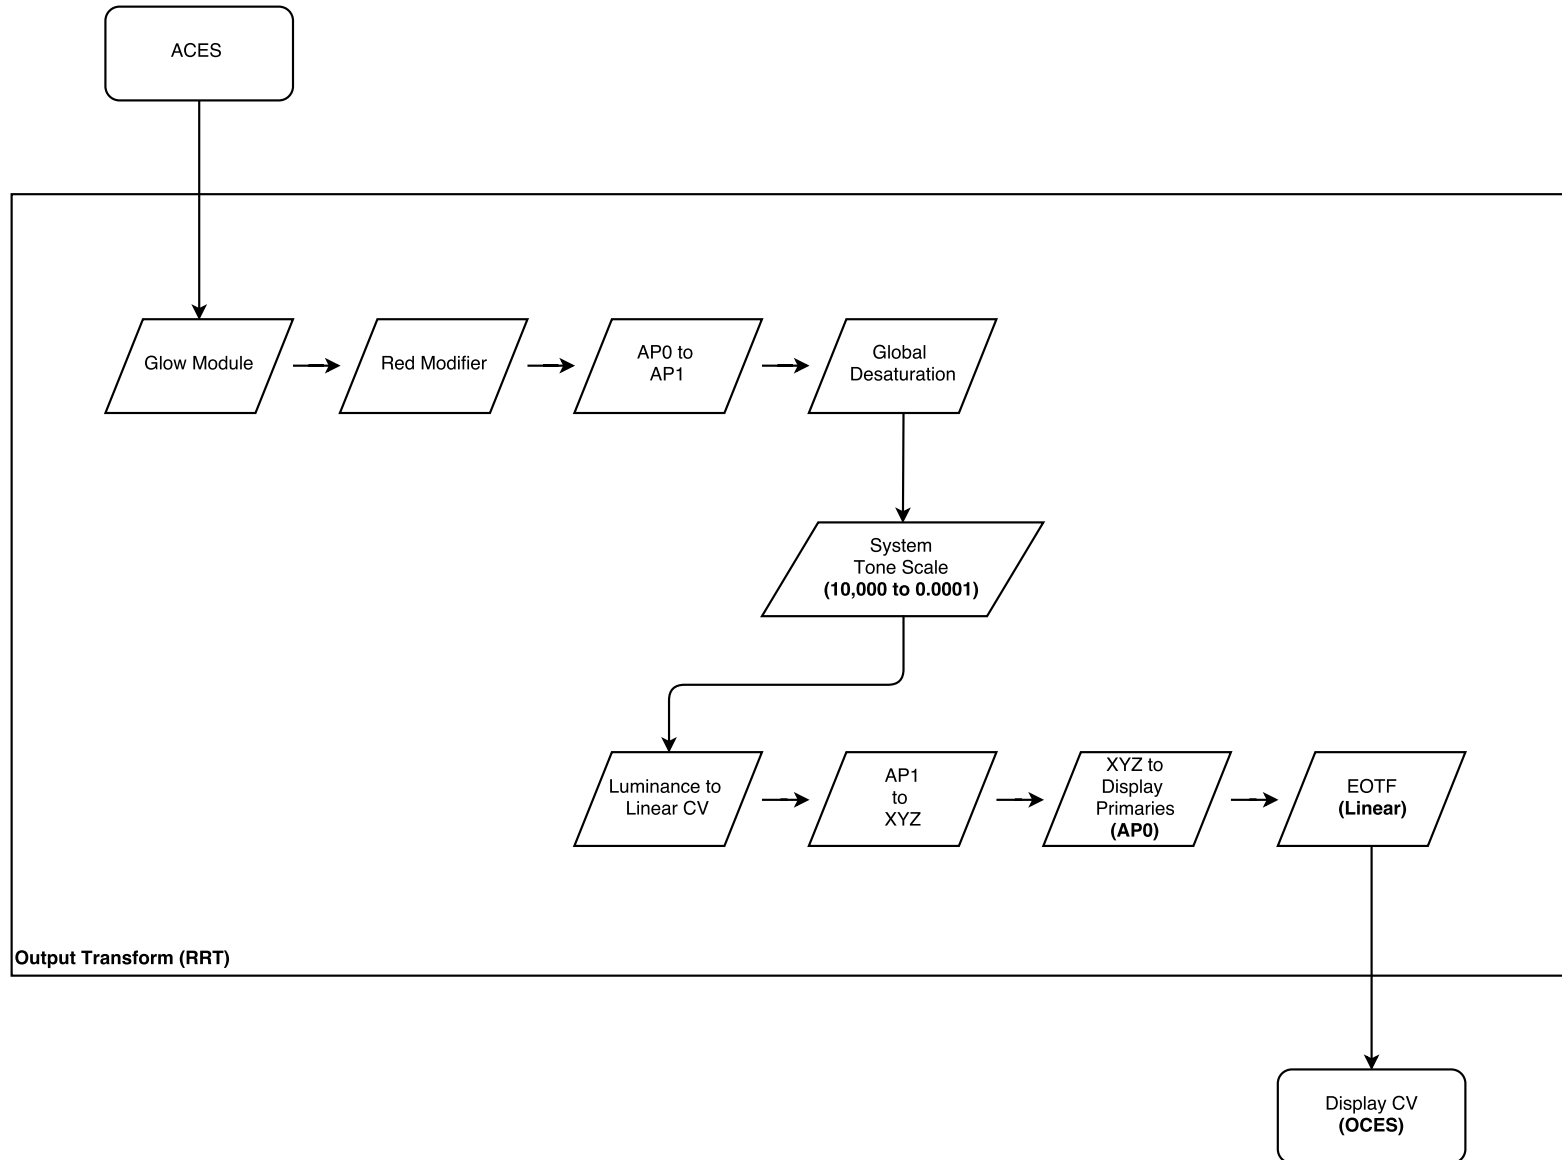 ACES
Glow Module
Red Modifier
AP0 to
AP1
Global
Desaturation
System
Tone Scale
(10,000 to 0.0001)
Luminance to
Linear CV
AP1
to
XYZ
XYZ to
Display
Primaries
(AP0)
EOTF
(Linear)
Output Transform (RRT)
Display CV
(OCES)